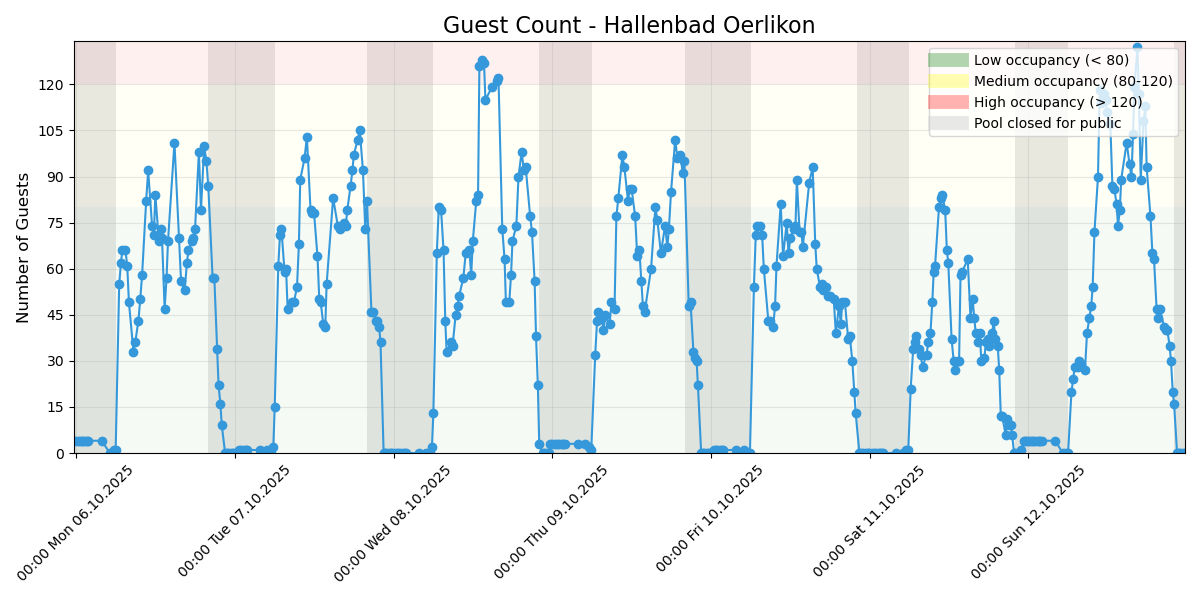 Guest Count - Hallenbad Oerlikon
Number of Guests
120
105
90
75
60
45
30
15
0
Low occupancy (< 80)
Medium occupancy (80-120)
High occupancy (> 120)
Pool closed for public
00:00 Mon 06.10.2025
00:00 Tue 07.10.2025
00:00 Wed 08.10.2025
00:00 Thu 09.10.2025
00:00 Fri 10.10.2025
00:00 Sat 11.10.2025
00:00 Sun 12.10.2025